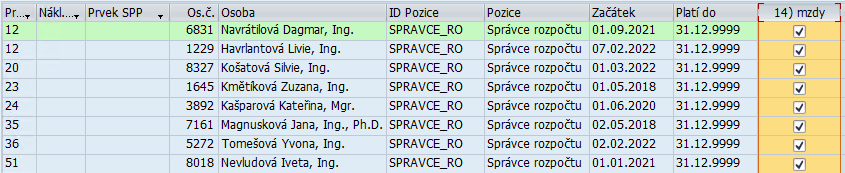 Pr... Nákl.... Prvek SPP Os.č. Osoba ID Pozice Pozice Začátek Platí do 14) mzdy
12 6831 Navrátilová Dagmar, Ing. SPRAVCE_RO Správce rozpočtu 01.09.2021 31.12.9999
12 1229 Havrlantová Livie, Ing. SPRAVCE_RO Správce rozpočtu 07.02.2022 31.12.9999
20 8327 Košatová Silvie, Ing. SPRAVCE_RO Správce rozpočtu 01.03.2022 31.12.9999
23 1645 Kmětíková Zuzana, Ing. SPRAVCE_RO Správce rozpočtu 01.05.2018 31.12.9999
24 3892 Kašparová Kateřina, Mgr. SPRAVCE_RO Správce rozpočtu 01.06.2020 31.12.9999
35 7161 Magnusková Jana, Ing., Ph.D. SPRAVCE_RO Správce rozpočtu 02.05.2018 31.12.9999
36 5272 Tomešová Yvona, Ing. SPRAVCE_RO Správce rozpočtu 02.02.2022 31.12.9999
51 8018 Nevludová Iveta, Ing. SPRAVCE_RO Správce rozpočtu 01.01.2021 31.12.9999